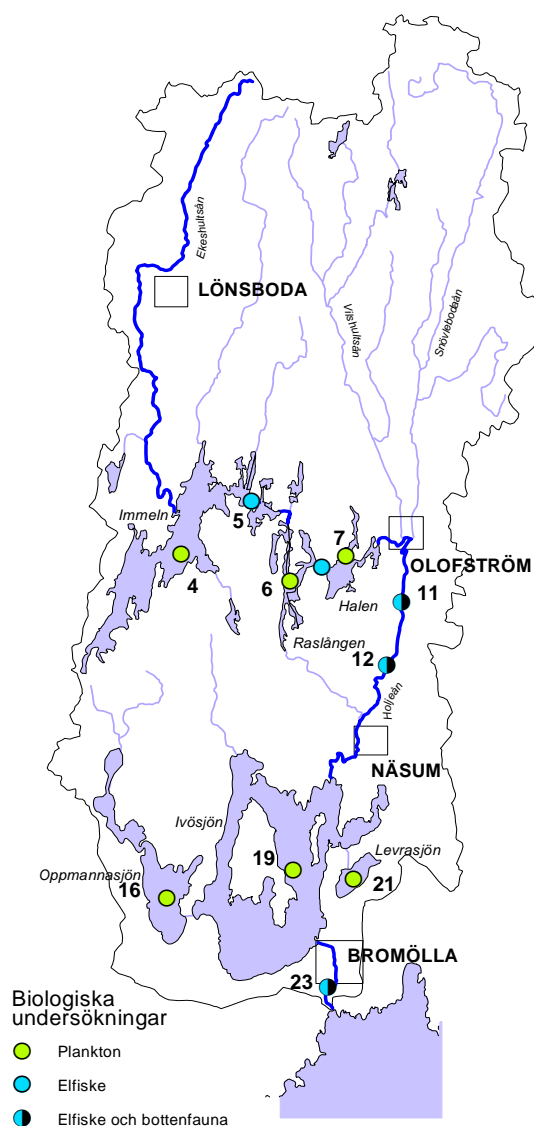 Ekeshultsån
LÖNSBODA
Vilshultsån
Snövlebodaån
Immeln
5
7
4
6
OLOFSTRÖM
11
Halen
Raslången
12
Holjeån
NÄSUM
Ivösjön
Levrasjön
19
Oppmannasjön
16
21
BROMÖLLA
23
Biologiska
undersökningar
Plankton
Elfiske
Elfiske och bottenfauna